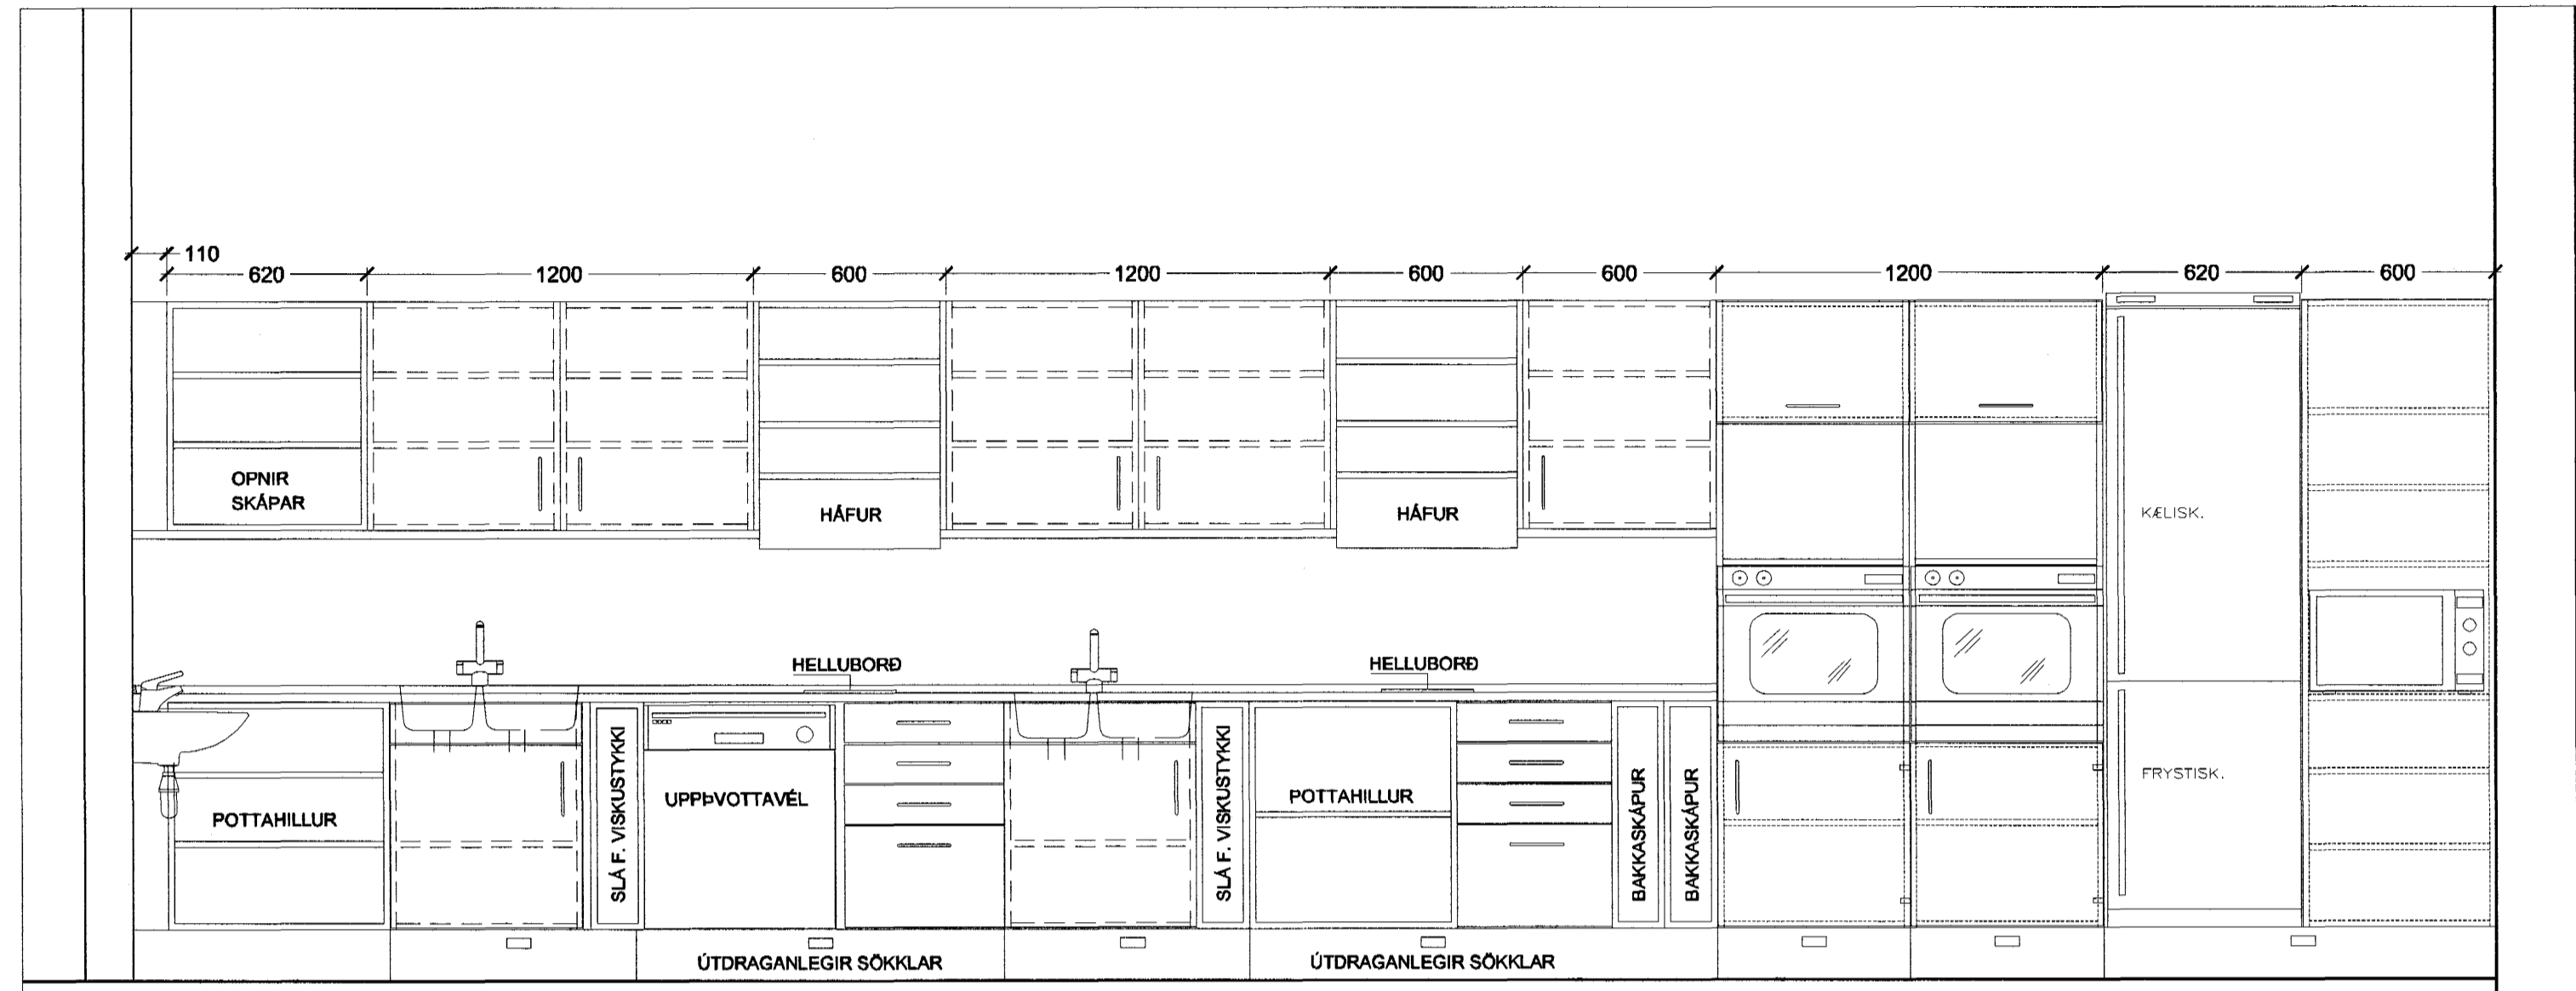 110
620
1200
600
1200
600
600
1200
620
600
OPNIR
SKÁPAR
HÁFUR
HÁFUR
KÆLISK.
HELLUBORÐ
HELLUBORÐ
POTTAHILLUR
SLÁ F. VISKUSTYKKI
UPPÞVOTTAVÉL
SLÁ F. VISKUSTYKKI
POTTAHILLUR
BAKKASKÁPUR
BAKKASKÁPUR
FRYSTISK.
ÚTDRAGANLEGIR SÖKKLAR
ÚTDRAGANLEGIR SÖKKLAR